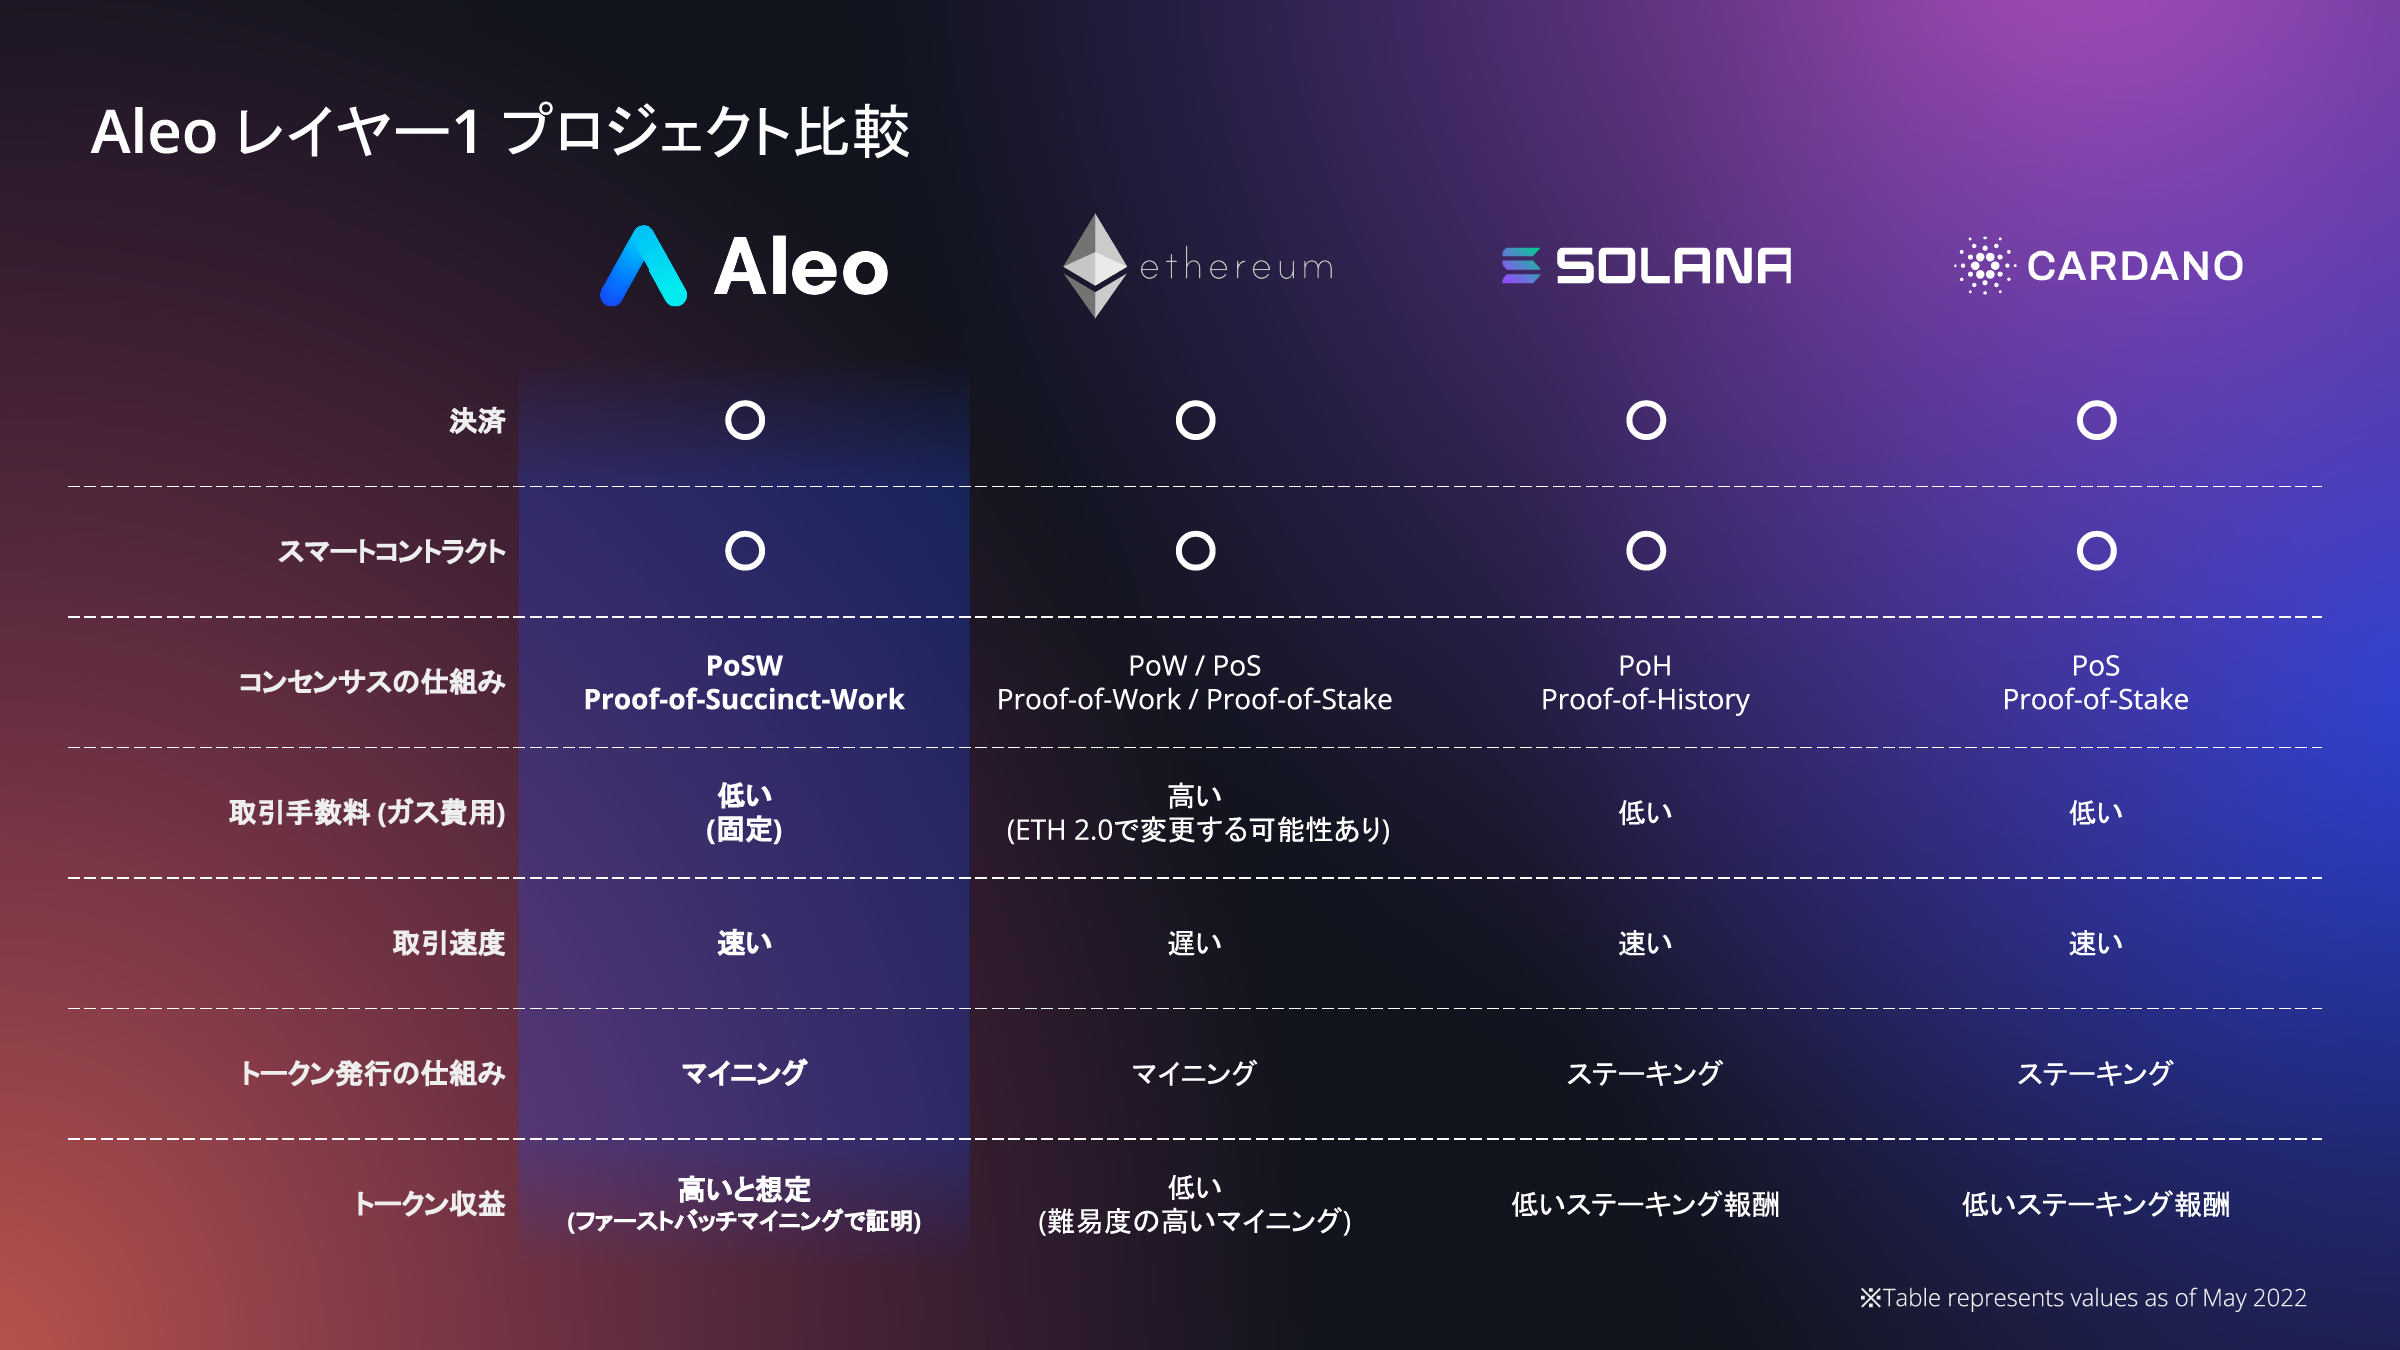 Aleo レイヤー1 プロジェクト比較
Aleo ethereum SOLANA CARDANO
決済 ○ ○ ○ ○
スマートコントラクト ○ ○ ○ ○
コンセンサスの仕組み
PoSW
Proof-of-Succinct-Work
PoW / PoS
Proof-of-Work / Proof-of-Stake
PoH
Proof-of-History
PoS
Proof-of-Stake
取引手数料 (ガス費用)
低い
(固定)
高い
(ETH 2.0で変更する可能性あり)
低い
低い
取引速度 速い 遅い 速い 速い
トークン発行の仕組み マイニング マイニング ステーキング ステーキング
トークン収益
高いと想定
(ファーストバッチマイニングで証明)
低い
(難易度の高いマイニング)
低いステーキング報酬
低いステーキング報酬
※Table represents values as of May 2022